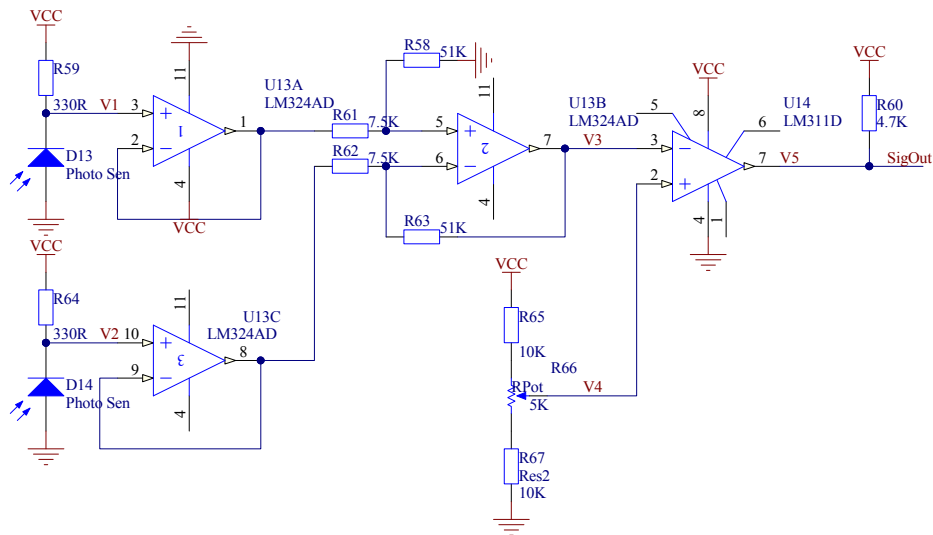 VCC
R59
330R
V1
3
2
D13
Photo Sen
11
1
4
VCC
U13A
LM324AD
1
R58
51K
R61
7.5K
R62
7.5K
5
6
11
2
4
U13B
LM324AD
7
V3
R63
51K
VCC
5
8
U14
LM311D
6
3
2
4
1
7
V5
VCC
R60
4.7K
SigOut
VCC
R64
330R
V2
10
9
D14
Photo Sen
11
3
4
U13C
LM324AD
8
VCC
R65
10K
R66
RPot
5K
V4
R67
Res2
10K